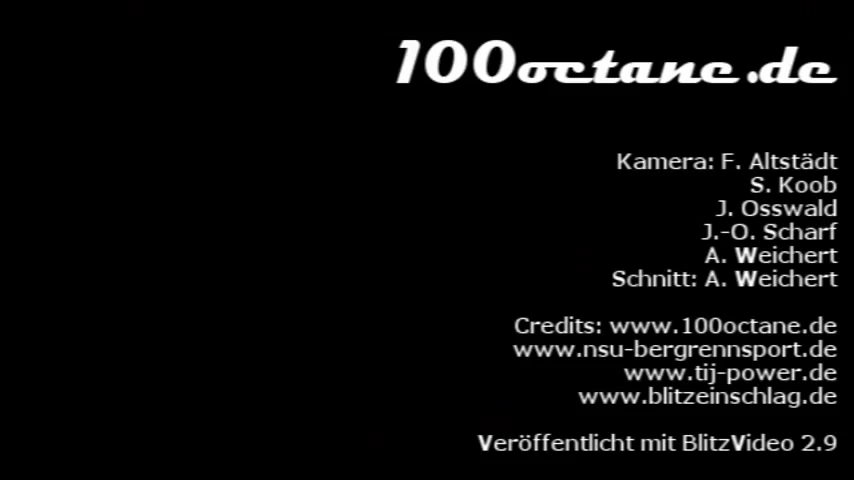 100octane.de
Kamera: F. Altstädt
S. Koob
J. Osswald
J.-O. Scharf
A. Weichert
Schnitt: A. Weichert
Credits: www.100octane.de
www.nsu-bergrennsport.de
www.tij-power.de
www.blitzeinschlag.de
Veröffentlicht mit BlitzVideo 2.9